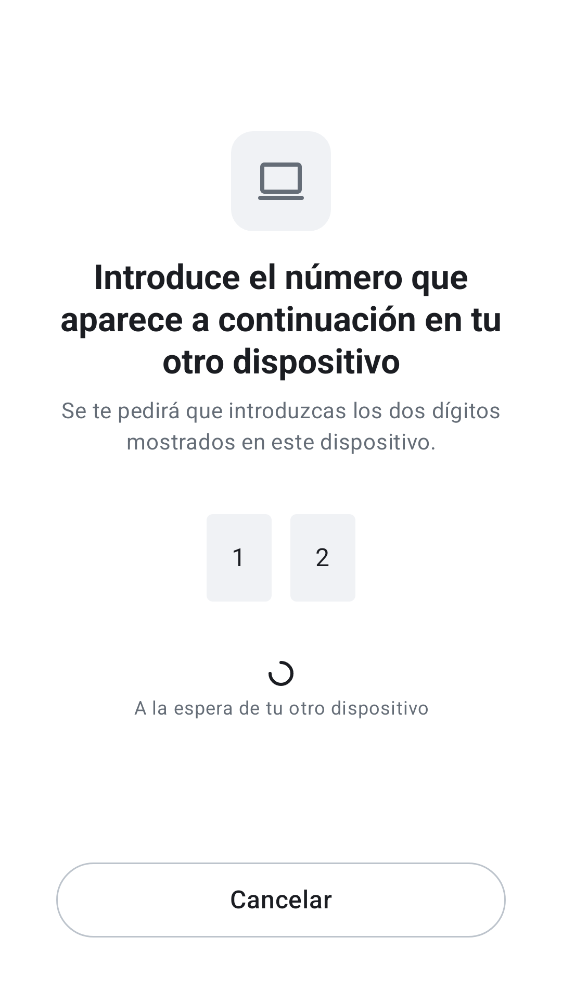 Introduce el número que
aparece a continuación en tu
otro dispositivo
Se te pedirá que introduzcas los dos dígitos
mostrados en este dispositivo.
1 2
A la espera de tu otro dispositivo
Cancelar